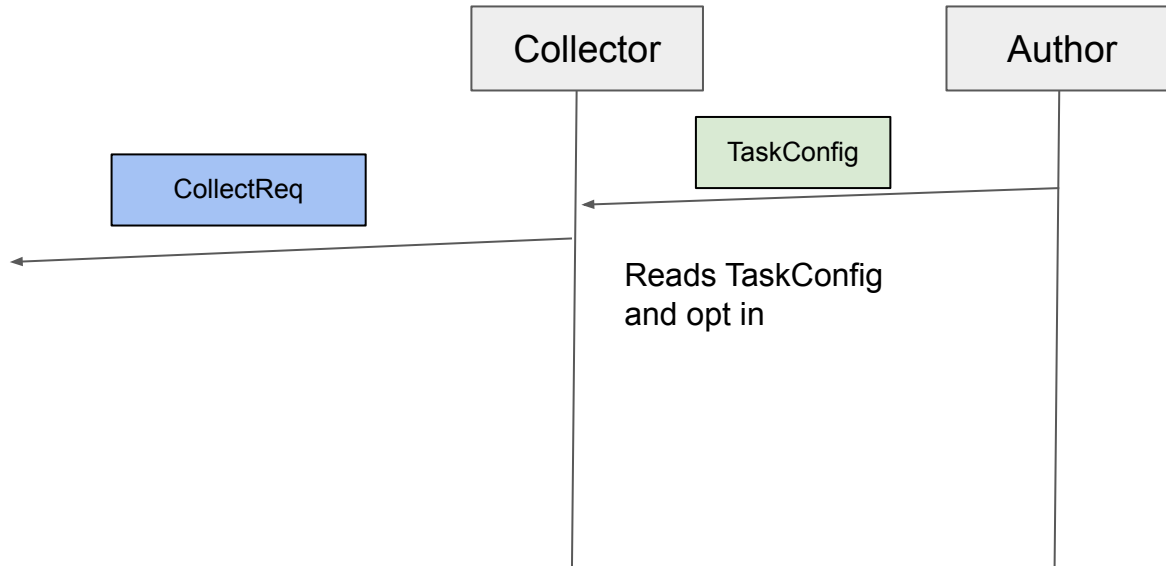 Collector
Author
TaskConfig
CollectReq
Reads TaskConfig
and opt in